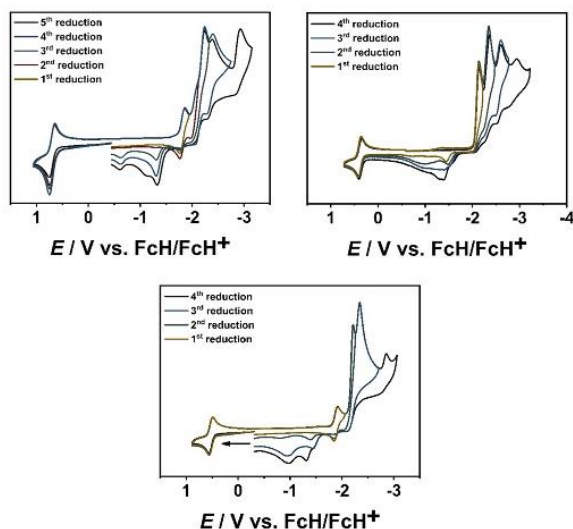 5th reduction
4th reduction
3rd reduction
2nd reduction
1st reduction
1 0 -1 -2 -3
E / V vs. FcH/FcH+
4th reduction
3rd reduction
2nd reduction
1st reduction
1 0 -1 -2 -3 -4
E / V vs. FcH/FcH+
4th reduction
3rd reduction
2nd reduction
1st reduction
1 0 -1 -2 -3
E / V vs. FcH/FcH+